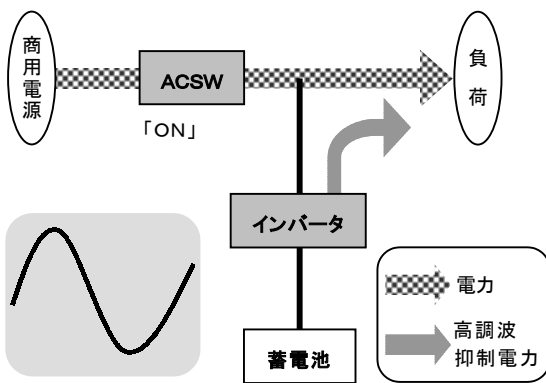 商用電源
ACSW
負荷
「ON」
インバータ
電力
高調波
抑制電力
蓄電池